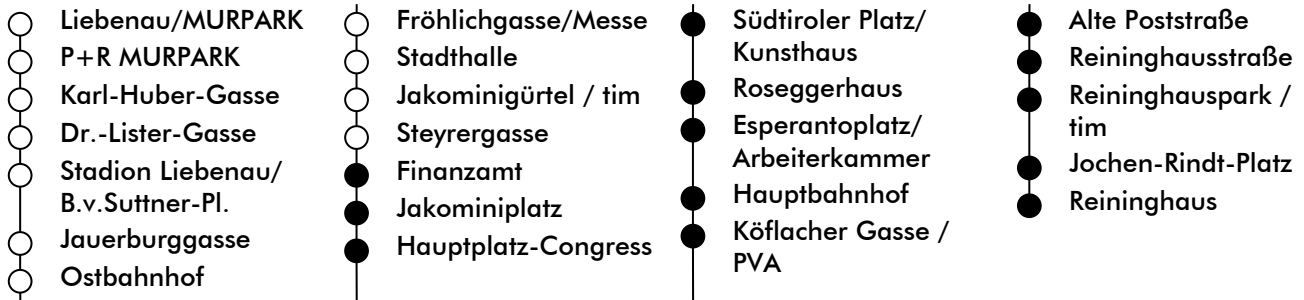 Liebenau/MURPARK
P+R MURPARK
Karl-Huber-Gasse
Dr.-Lister-Gasse
Stadion Liebenau/
B.v.Suttner-Pl.
Jauerburggasse
Ostbahnhof
Fröhlichgasse/Messe
Stadthalle
Jakominigürtel / tim
Steyrergasse
Finanzamt
Jakominiplatz
Hauptplatz-Congress
Südtiroler Platz/
Kunsthaus
Roseggerhaus
Esperantoplatz/
Arbeiterkammer
Hauptbahnhof
Köflacher Gasse /
PVA
Alte Poststraße
Reininghausstraße
Reininghauspark /
tim
Jochen-Rindt-Platz
Reininghaus